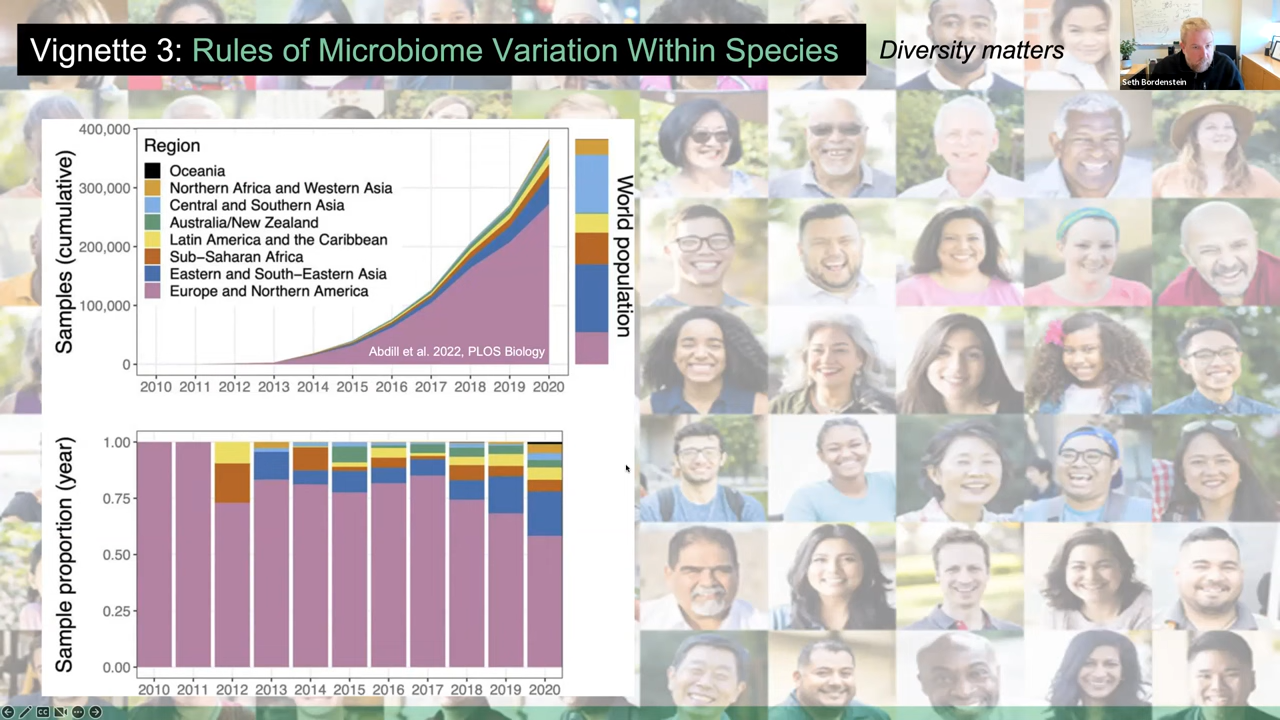 Vignette 3: Rules of Microbiome Variation Within Species
Diversity matters
Seth Bordenstein
Samples (cumulative)
400,000
300,000
200,000
100,000
0
Region
Oceania
Northern Africa and Western Asia
Central and Southern Asia
Australia/New Zealand
Latin America and the Caribbean
Sub-Saharan Africa
Eastern and South-Eastern Asia
Europe and Northern America
Abdill et al. 2022, PLOS Biology
2010 2011 2012 2013 2014 2015 2016 2017 2018 2019 2020
World population
Sample proportion (year)
1.00
0.75
0.50
0.25
0.00
2010 2011 2012 2013 2014 2015 2016 2017 2018 2019 2020